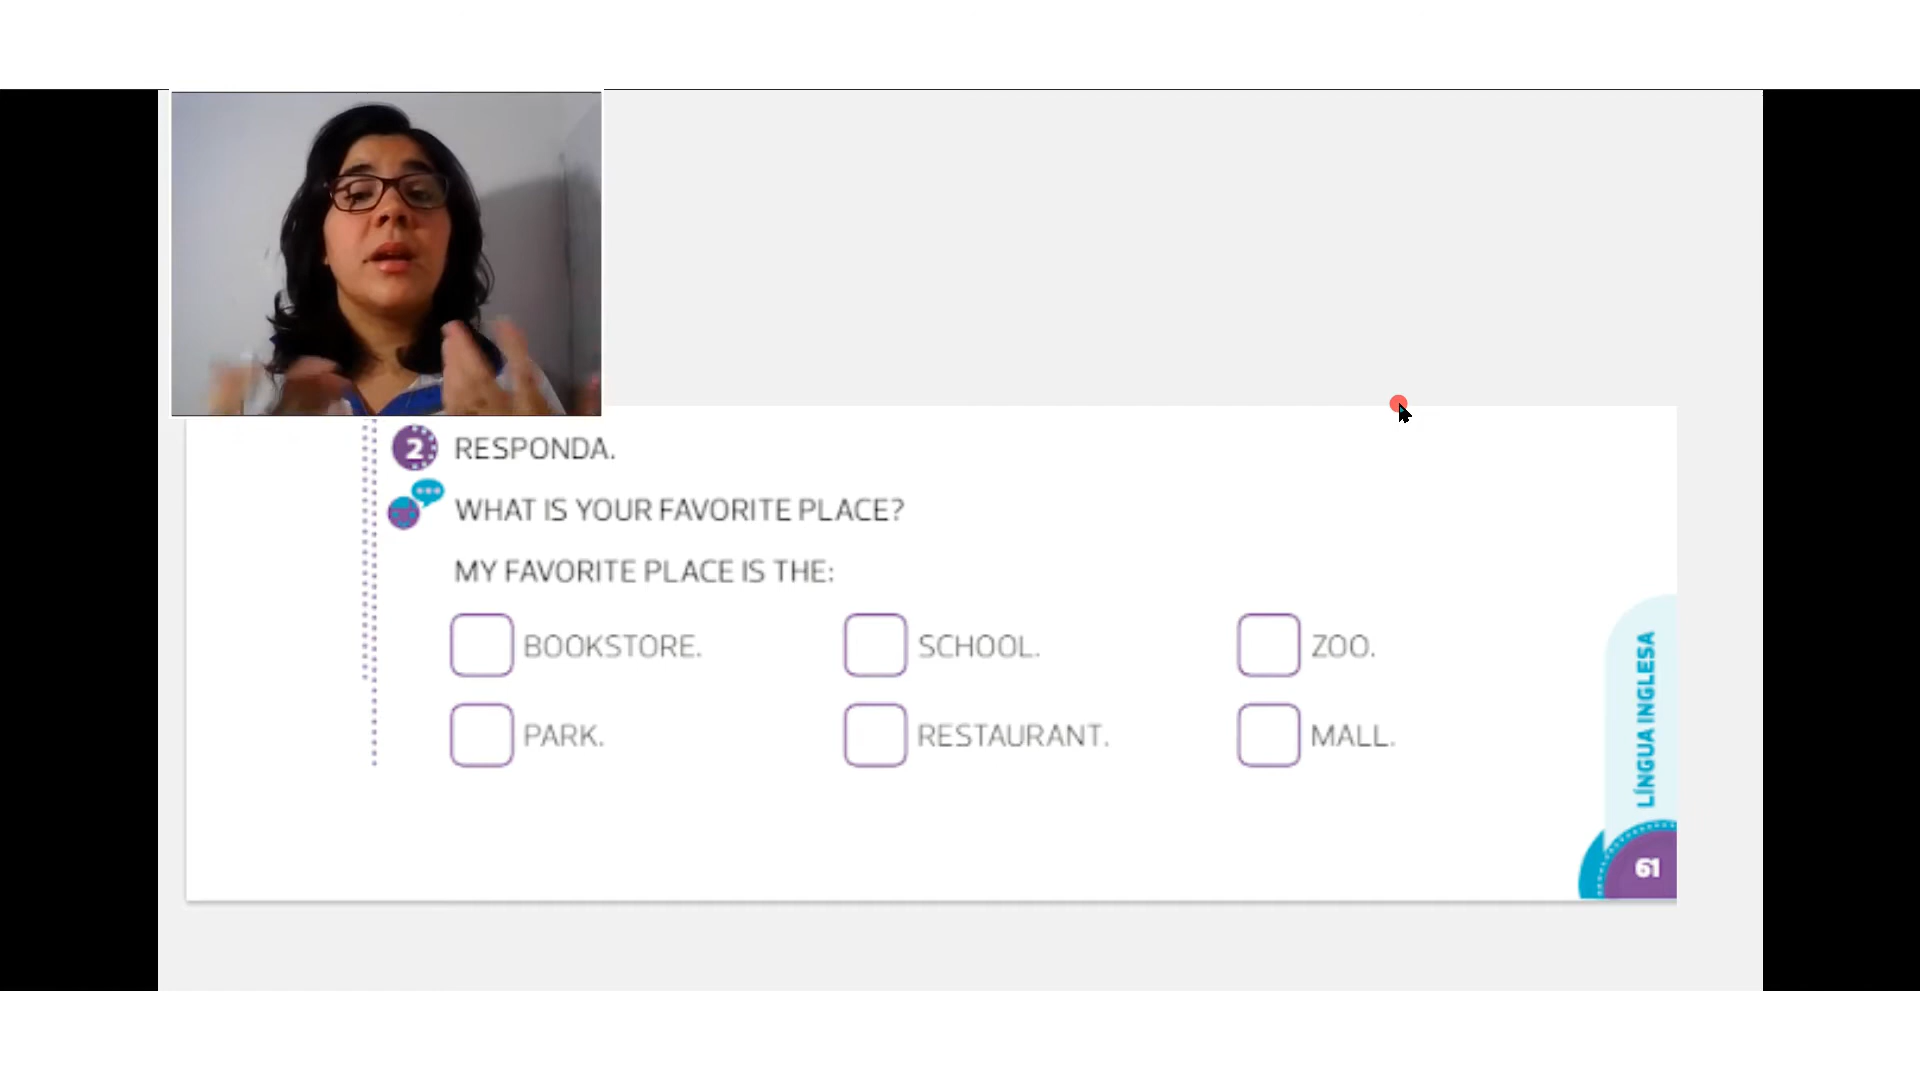 2 RESPONDA.
WHAT IS YOUR FAVORITE PLACE?
MY FAVORITE PLACE IS THE:
BOOKSTORE. SCHOOL. ZOO.
PARK. RESTAURANT. MALL.
LÍNGUA INGLESA
61